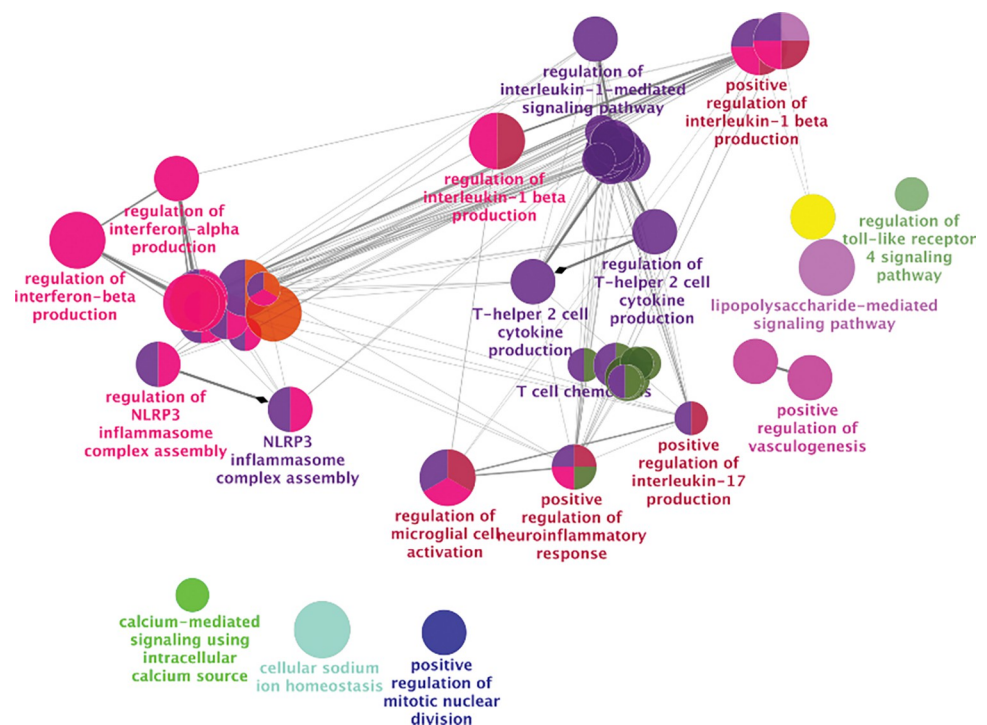 regulation of
interleukin-1-mediated
signaling pathway
positive
regulation of
interleukin-1 beta
production
regulation of
interleukin-1 beta
production
regulation of
interferon-alpha
production
regulation of
interferon-beta
production
regulation of
toll-like receptor
4 signaling
pathway
lipopolysaccharide-mediated
signaling pathway
regulation of
T-helper 2 cell
cytokine
production
T-helper 2 cell
cytokine
production
T cell chemotaxis
regulation of
NLRP3
inflammasome
complex assembly
NLRP3
inflammasome
complex assembly
positive
regulation of
vasculogenesis
positive
regulation of
interleukin-17
production
regulation of
microglial cell
activation
positive
regulation of
neuroinflammatory
response
calcium-mediated
signaling using
intracellular
calcium source
cellular sodium
ion homeostasis
positive
regulation of
mitotic nuclear
division